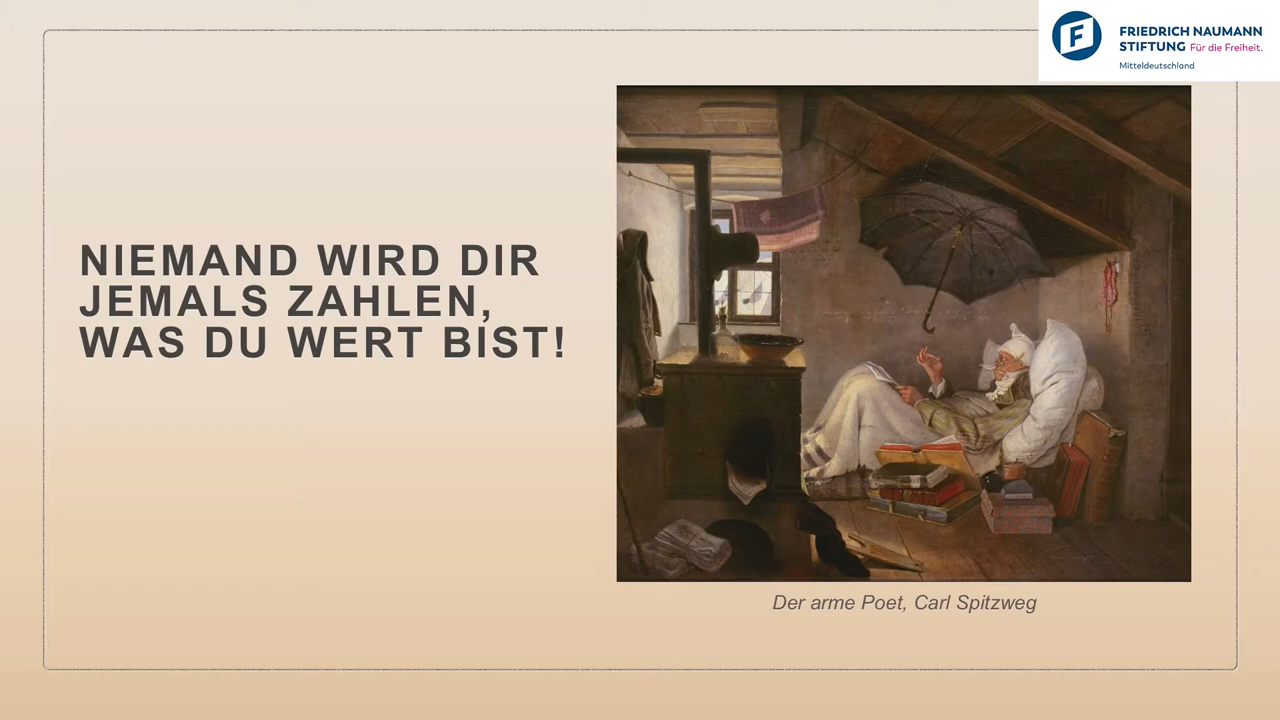 FRIEDRICH NAUMANN
STIFTUNG Für die Freiheit.
Mitteldeutschland
NIEMAND WIRD DIR
JEMALS ZAHLEN,
WAS DU WERT BIST!
Der arme Poet, Carl Spitzweg